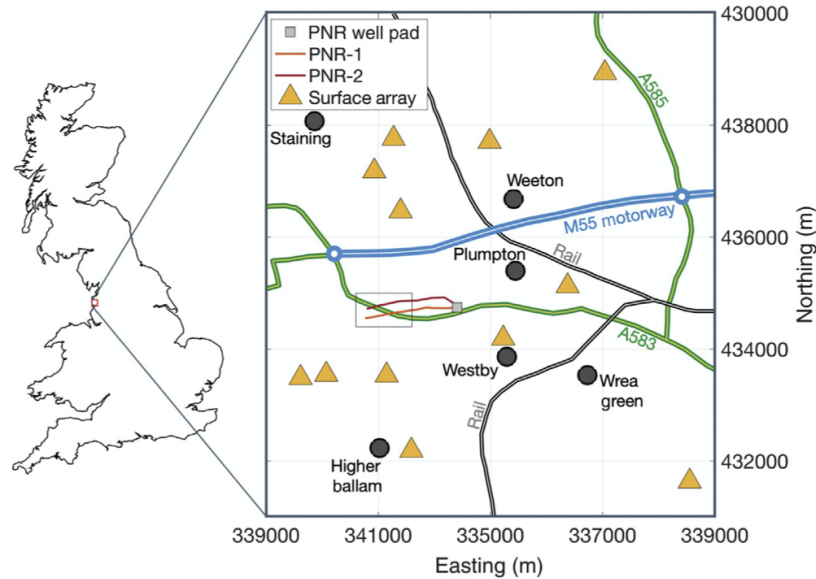 PNR well pad
PNR-1
PNR-2
Surface array
Staining
A585
Weeton
M55 motorway
Plumpton
Rail
A583
Westby
Wrea
green
Rail
Higher
ballam
430000
438000
436000
434000
432000
Northing (m)
339000
341000
335000
337000
339000
Easting (m)